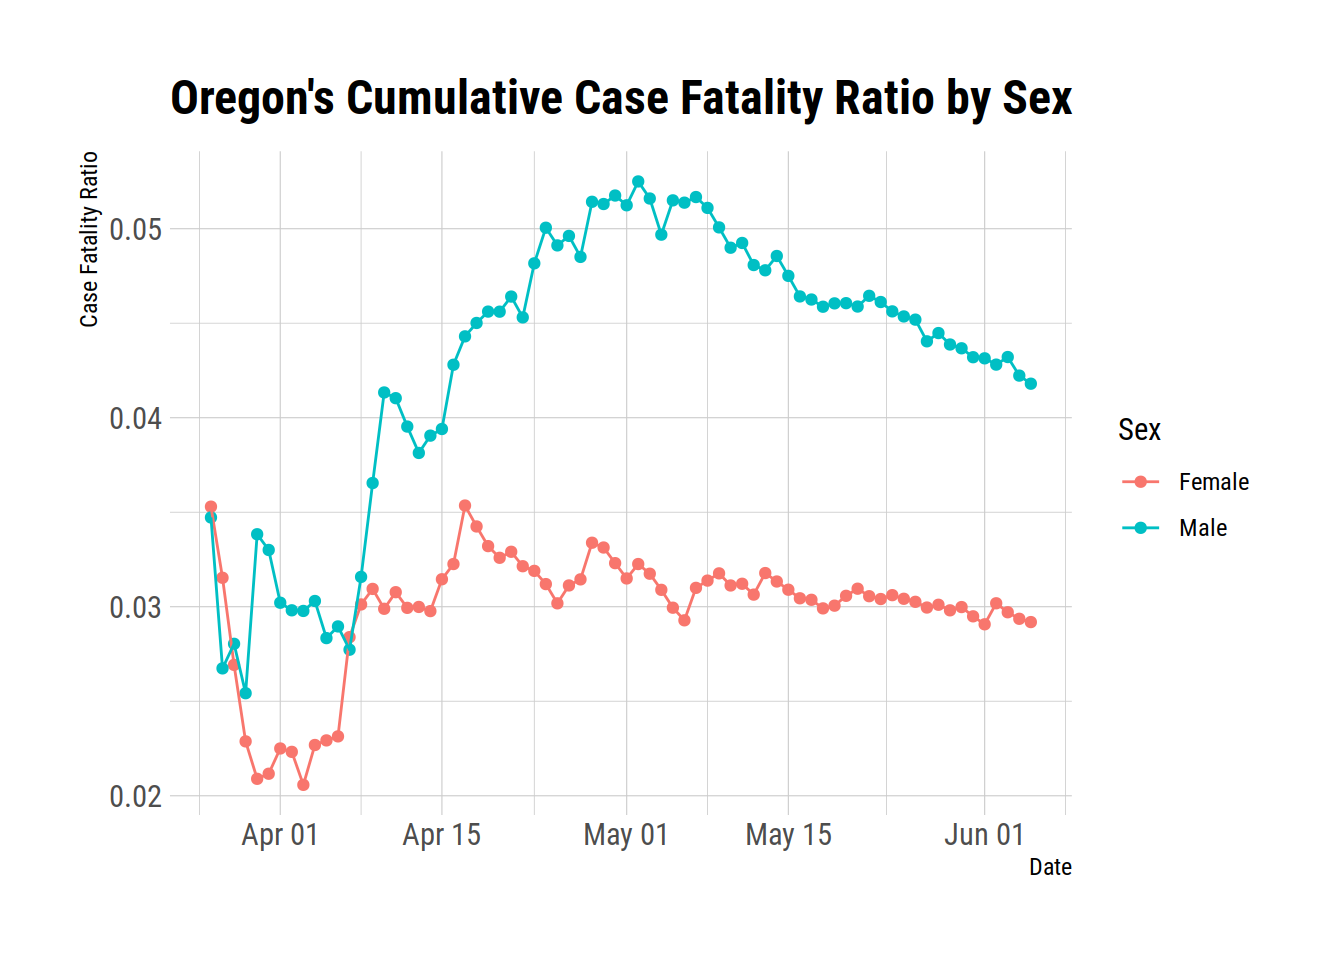 Oregon's Cumulative Case Fatality Ratio by Sex
Case Fatality Ratio
0.05
0.04
0.03
0.02
Apr 01
Apr 15
May 01
May 15
Jun 01
Date
Sex
Female
Male